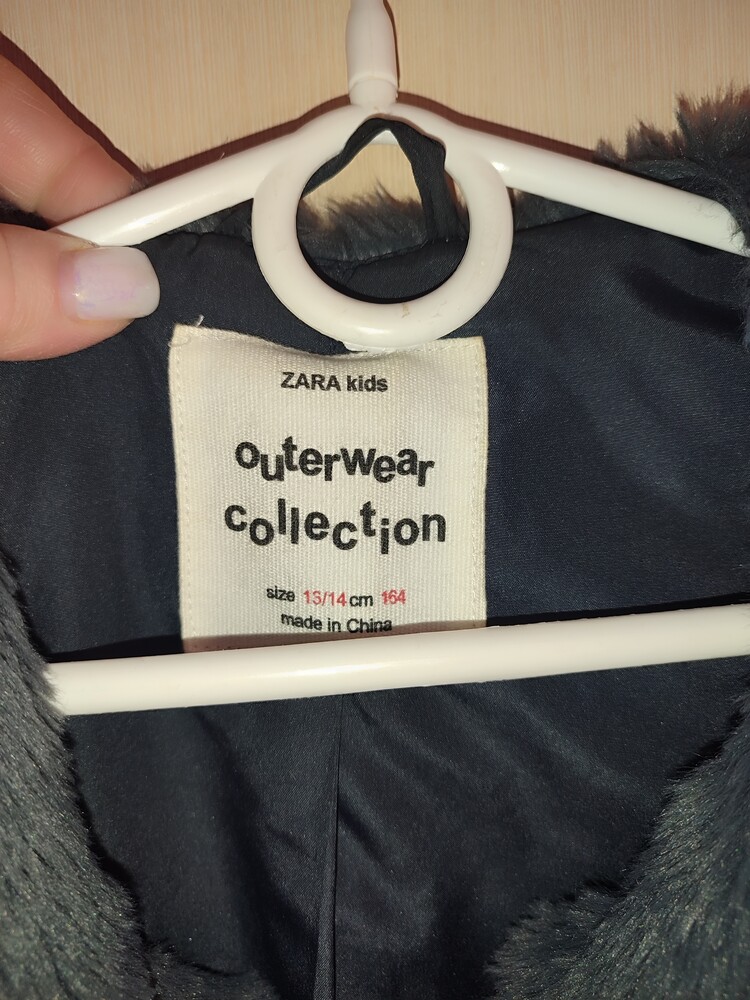 ZARA kids
outerwear
collection
size 13/14 cm 164
made in China